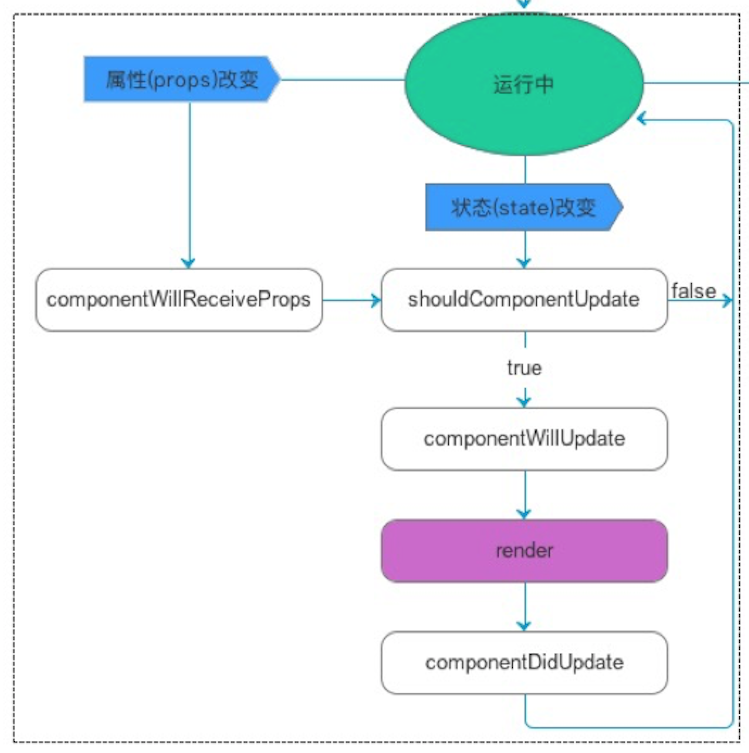 运行中
属性(props)改变
状态(state)改变
componentWillReceiveProps
shouldComponentUpdate
false
true
componentWillUpdate
render
componentDidUpdate